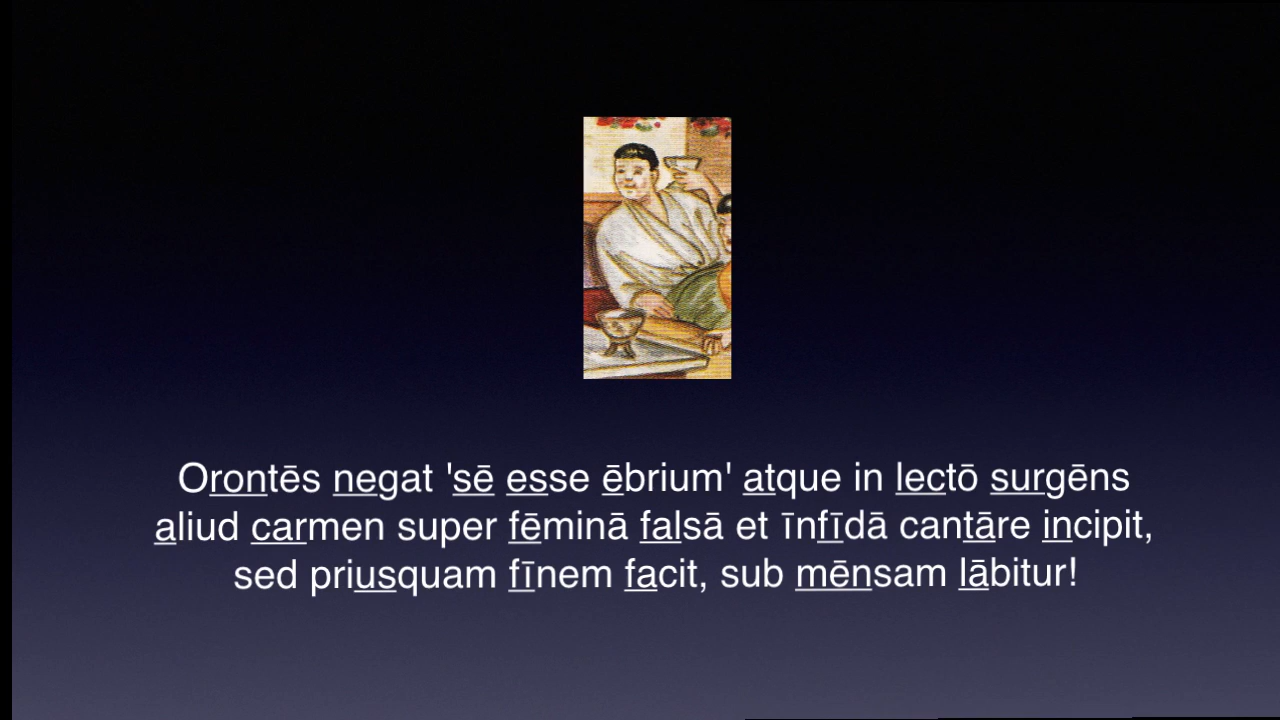 Orontēs negat 'sē esse ēbrium' atque in lectō surgēns
aliud carmen super fēminā falsā et īnfīdā cantāre incipit,
sed priusquam fīnem facit, sub mēnsam lābitur!